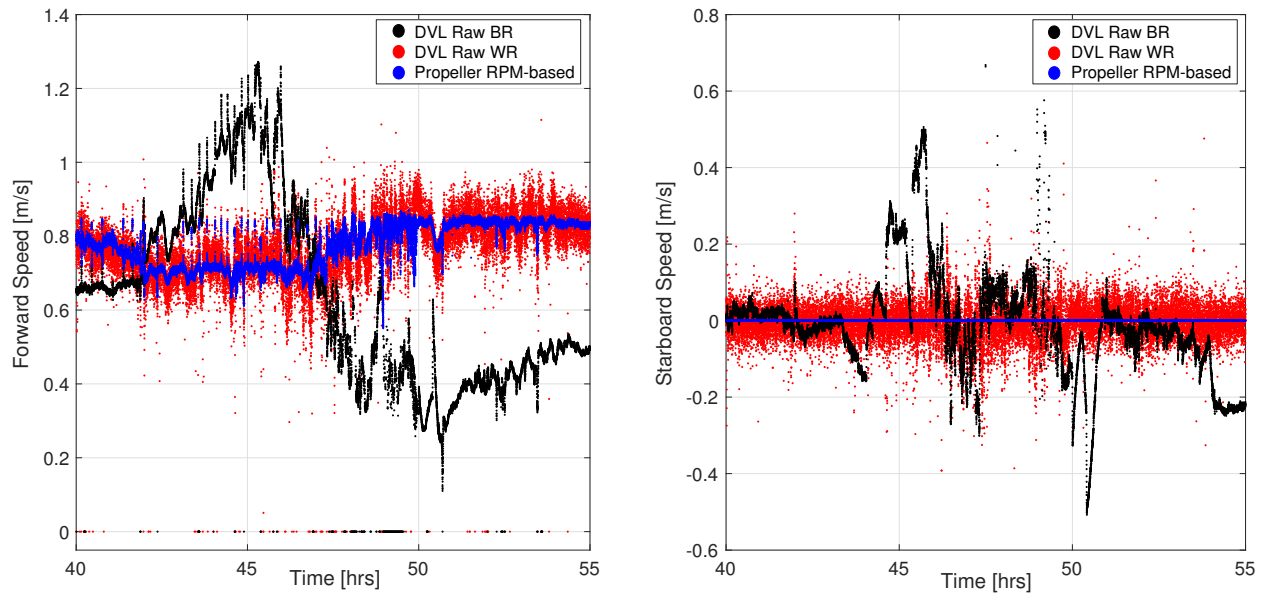 1.4
1.2
1
0.8
0.6
0.4
0.2
0
40
45
50
55
Time [hrs]
Forward Speed [m/s]
DVL Raw BR
DVL Raw WR
Propeller RPM-based
0.8
0.6
0.4
0.2
0
-0.2
-0.4
-0.6
40
45
50
55
Time [hrs]
Starboard Speed [m/s]
DVL Raw BR
DVL Raw WR
Propeller RPM-based